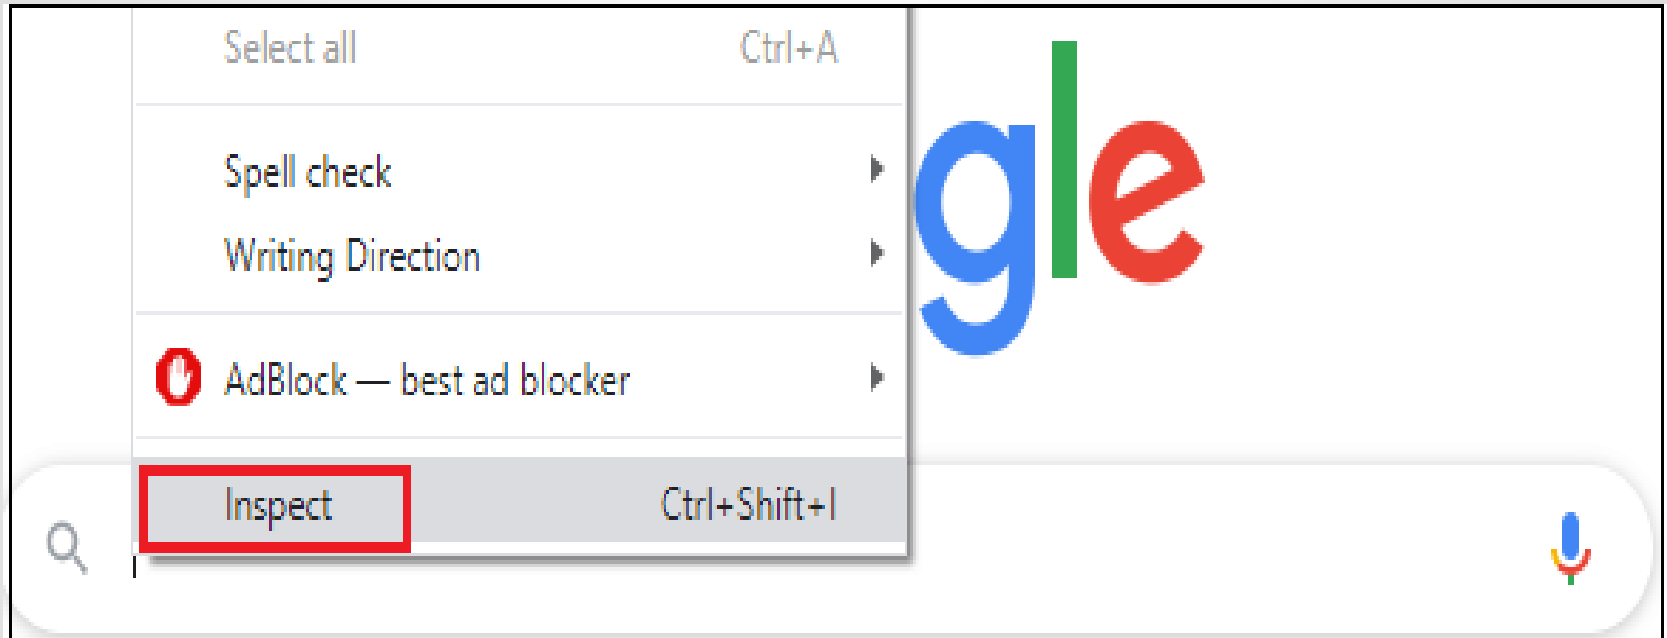 Select all Ctrl+A
Spell check
Writing Direction
AdBlock — best ad blocker
Inspect Ctrl+Shift+I
gle